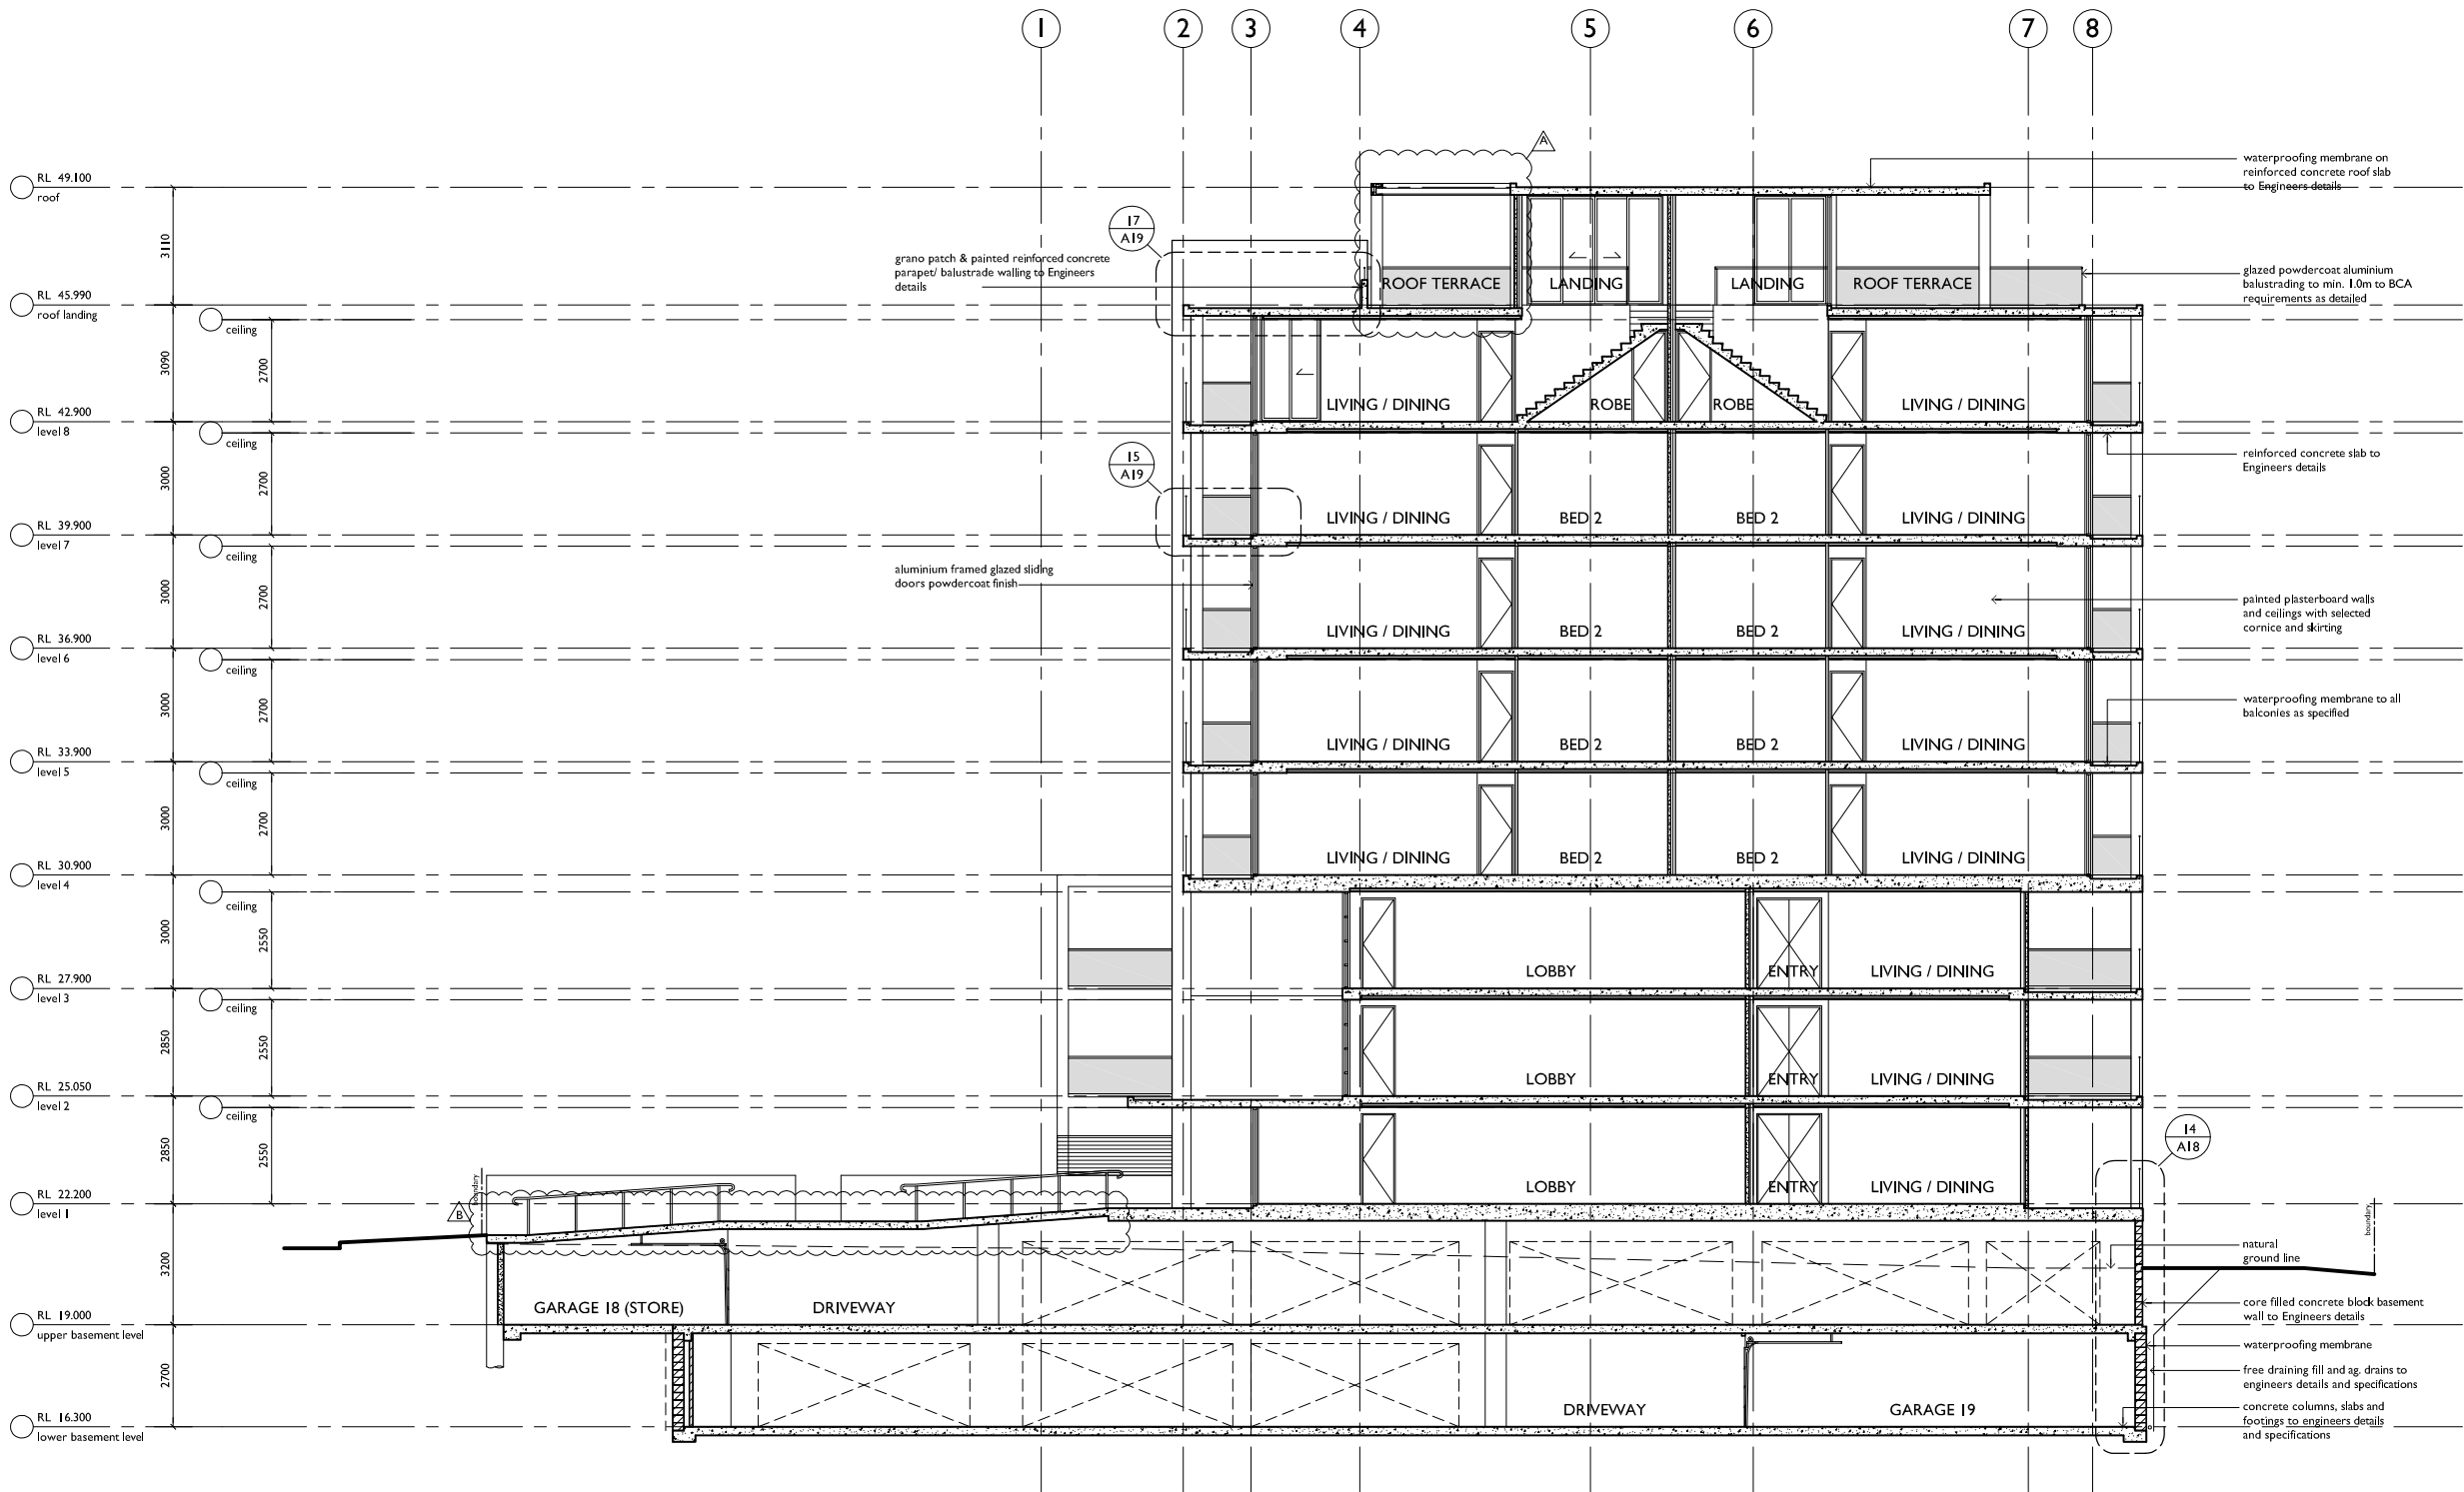 1
2
3
4
5
6
7
8
A
RL 49.100
roof
waterproofing membrane on
reinforced concrete roof slab
to Engineers details
17
A19
3110
grano patch & painted reinforced concrete
parapet/ balustrade walling to Engineers
details
ROOF TERRACE
LANDING
LANDING
ROOF TERRACE
glazed powdercoat aluminium
balustrading to min. 1.0m to BCA
requirements as detailed
RL 45.990
roof landing
ceiling
3090
2700
LIVING / DINING
ROBE
ROBE
LIVING / DINING
RL 42.900
level 8
ceiling
reinforced concrete slab to
Engineers details
15
A19
3000
2700
LIVING / DINING
BED 2
BED 2
LIVING / DINING
RL 39.900
level 7
ceiling
aluminium framed glazed sliding
doors powdercoat finish
3000
2700
painted plasterboard walls
and ceilings with selected
cornice and skirting
LIVING / DINING
BED 2
BED 2
LIVING / DINING
RL 36.900
level 6
ceiling
3000
2700
waterproofing membrane to all
balconies as specified
LIVING / DINING
BED 2
BED 2
LIVING / DINING
RL 33.900
level 5
ceiling
3000
2700
LIVING / DINING
BED 2
BED 2
LIVING / DINING
RL 30.900
level 4
ceiling
3000
2550
LOBBY
ENTRY
LIVING / DINING
RL 27.900
level 3
ceiling
2850
2550
LOBBY
ENTRY
LIVING / DINING
RL 25.050
level 2
ceiling
2850
2550
14
A18
LOBBY
ENTRY
LIVING / DINING
boundary
RL 22.200
level 1
B
boundary
3200
natural
ground line
GARAGE 18 (STORE)
DRIVEWAY
core filled concrete block basement
wall to Engineers details
RL 19.000
upper basement level
waterproofing membrane
2700
free draining fill and ag. drains to
engineers details and specifications
DRIVEWAY
GARAGE 19
concrete columns, slabs and
footings to engineers details
and specifications
RL 16.300
lower basement level